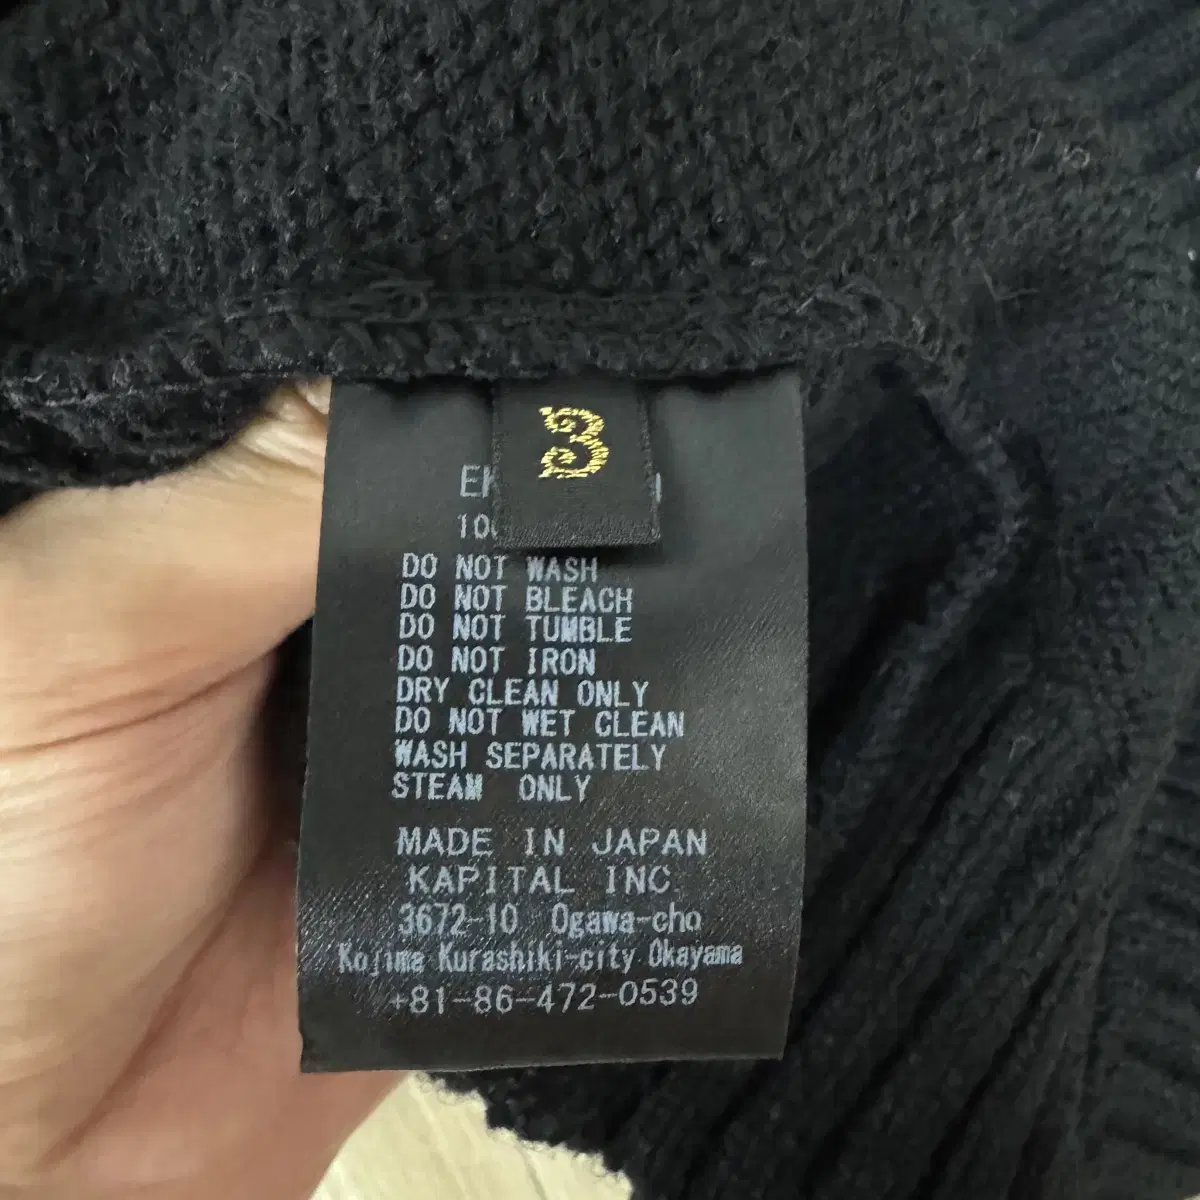 3
DO NOT WASH
DO NOT BLEACH
DO NOT TUMBLE
DO NOT IRON
DRY CLEAN ONLY
DO NOT WET CLEAN
WASH SEPARATELY
STEAM ONLY
MADE IN JAPAN
KAPITAL INC.
3672-10 Ogawa-cho
Kojima Kurashiki-city Okayama
+81-86-472-0539